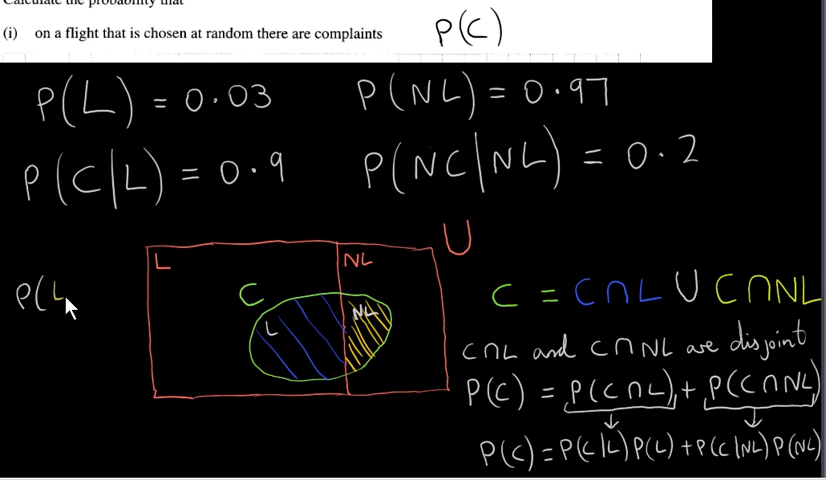 Calculate the probability that
(i) on a flight that is chosen at random there are complaints P(C)
P(L) = 0.03 P(NL) = 0.97
P(C|L) = 0.9 P(NC|NL) = 0.2
U
L NL
P(L
C
L NL
C = C∩L ∪ C∩NL
C∩L and C∩NL are disjoint
P(C) = P(C∩L) + P(C∩NL)
P(C) = P(C|L) P(L) + P(C|NL) P(NL)